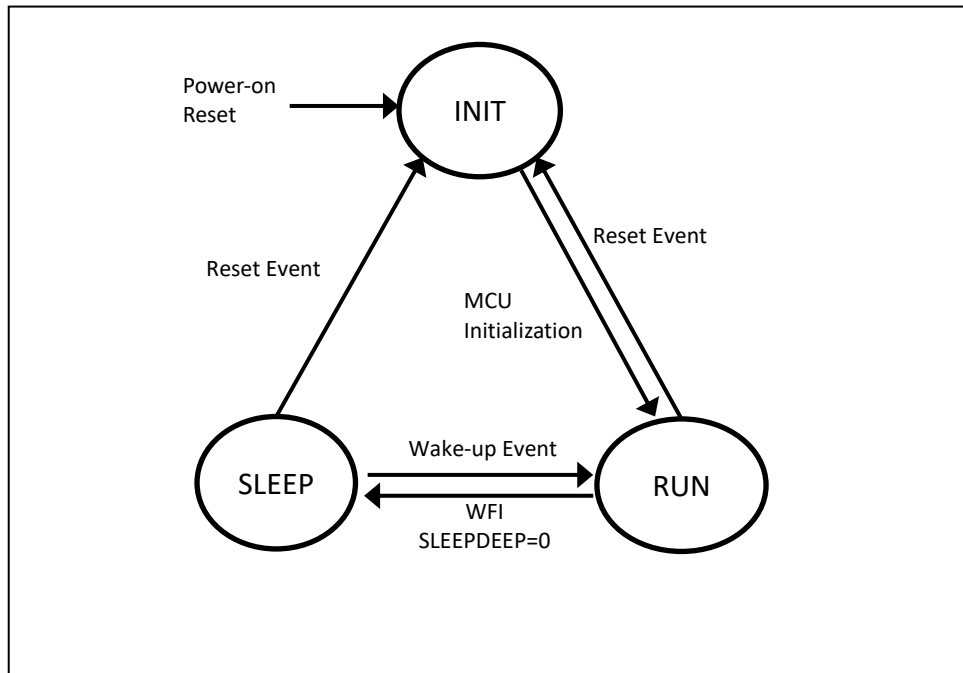 Power-on
Reset
INIT
Reset Event
Reset Event
MCU
Initialization
SLEEP
Wake-up Event
RUN
WFI
SLEEPDEEP=0